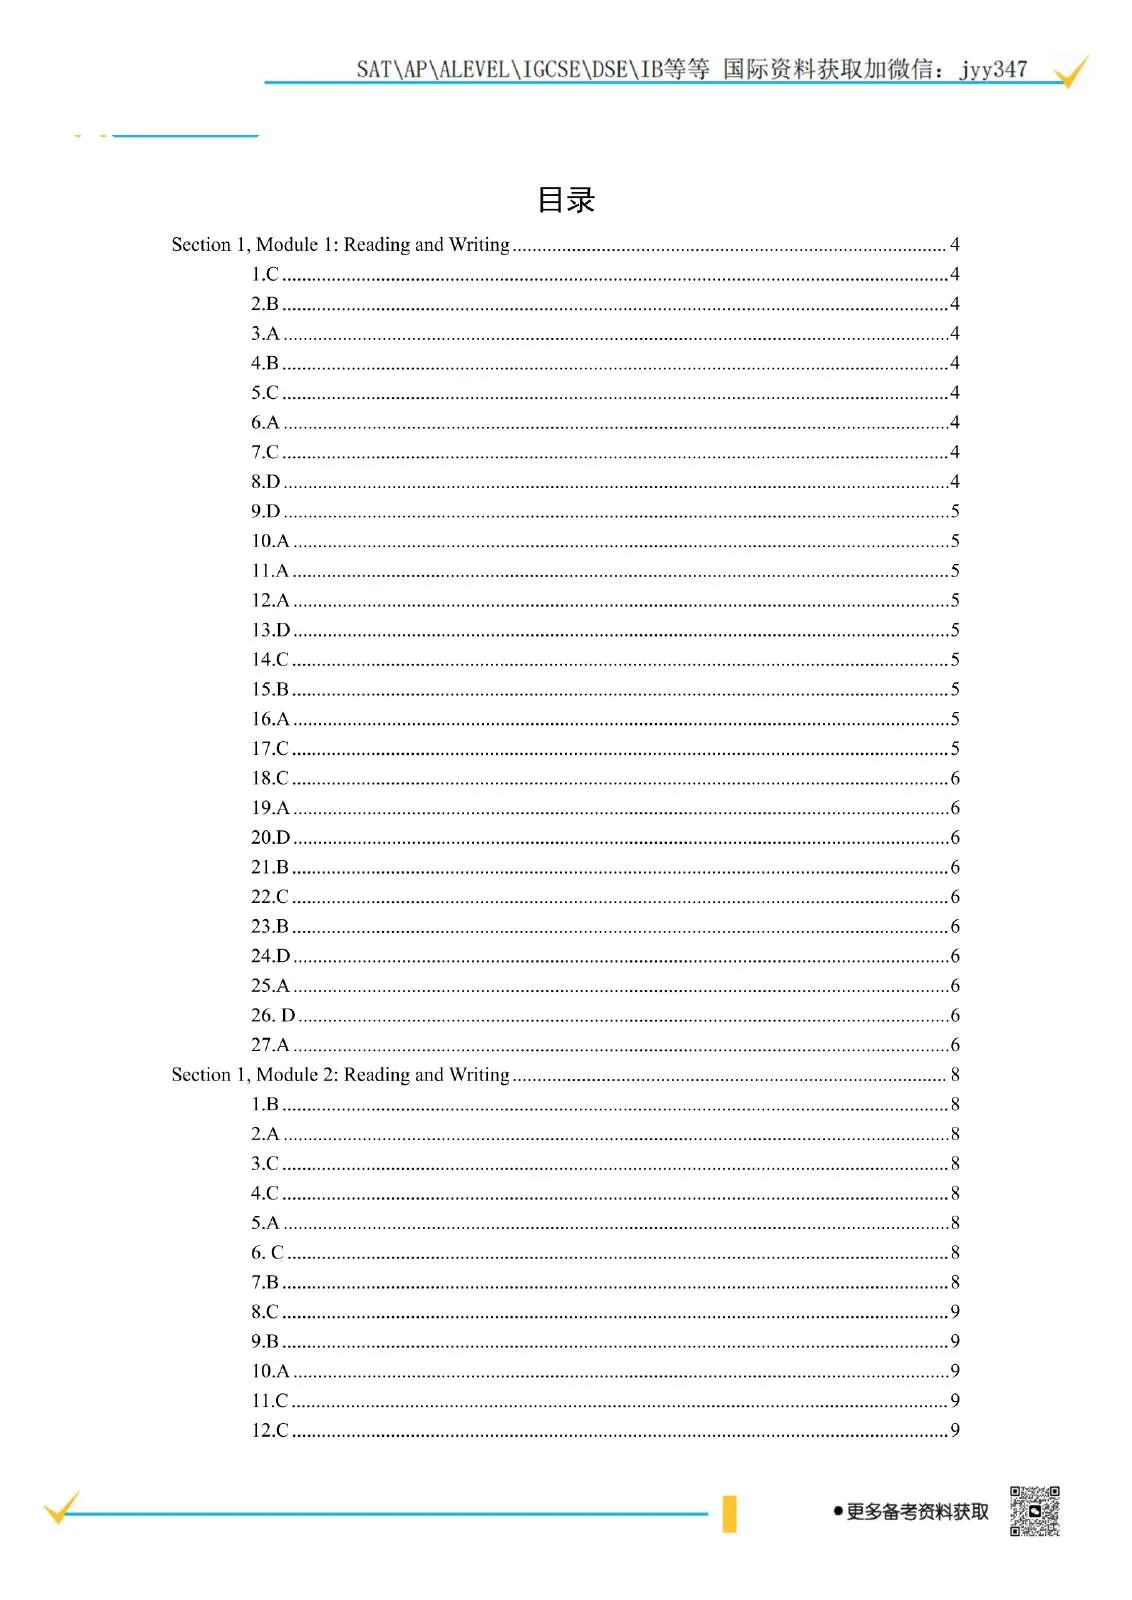 SAT\AP\ALEVEL\IGCSE\DSE\IB等等 国际资料获取加微信：jyy347
目录
Section 1, Module 1: Reading and Writing........................................ 4
1.C........................................4
2.B........................................4
3.A........................................4
4.B........................................4
5.C........................................4
6.A........................................4
7.C........................................4
8.D........................................4
9.D........................................5
10.A........................................5
11.A........................................5
12.A........................................5
13.D........................................5
14.C........................................5
15.B........................................5
16.A........................................5
17.C........................................5
18.C........................................6
19.A........................................6
20.D........................................6
21.B........................................6
22.C........................................6
23.B........................................6
24.D........................................6
25.A........................................6
26. D........................................6
27.A........................................6
Section 1, Module 2: Reading and Writing........................................ 8
1.B........................................8
2.A........................................8
3.C........................................8
4.C........................................8
5.A........................................8
6. C........................................8
7.B........................................8
8.C........................................9
9.B........................................9
10.A........................................9
11.C........................................9
12.C........................................9
●更多备考资料获取